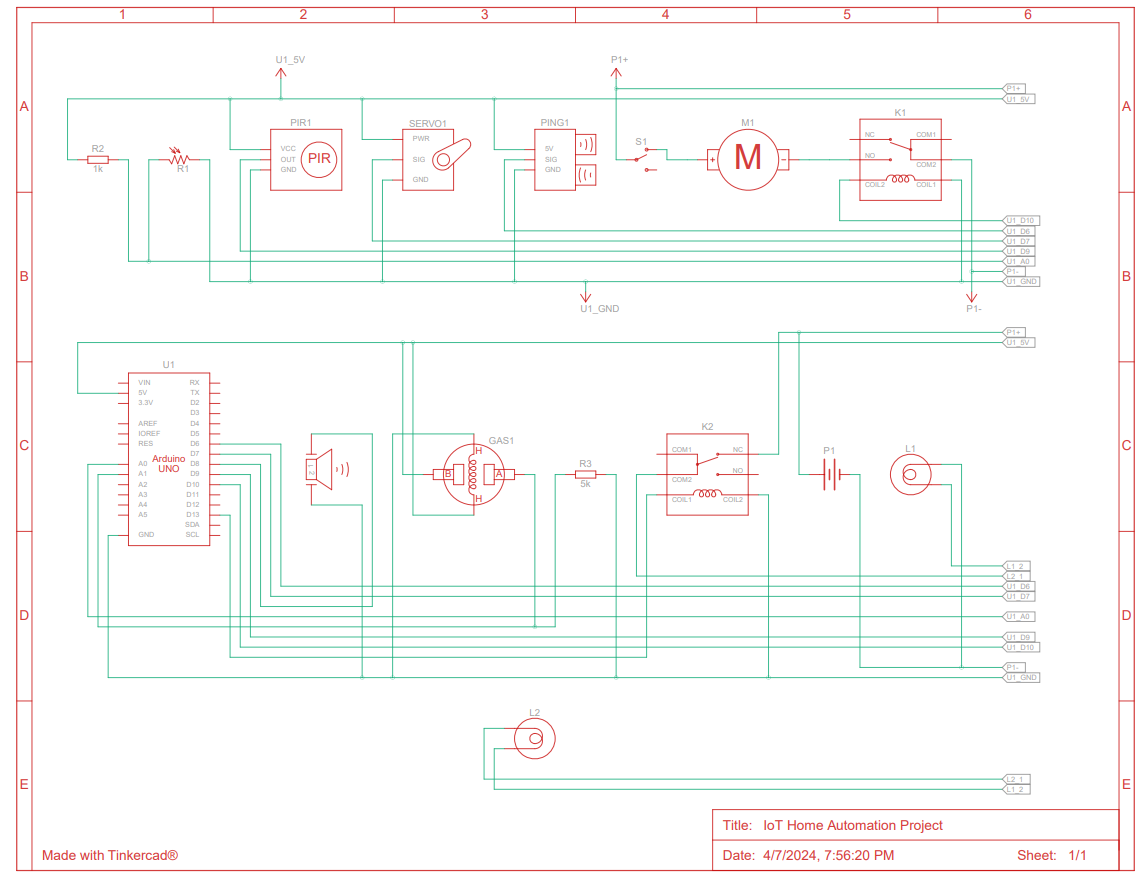 1 2 3 4 5 6
A A
B B
C C
D D
E E
U1_5V
P1+
P1+
U1_5V
R2
1k
R1
PIR1
VCC
OUT
GND
PIR
SERVO1
PWR
SIG
GND
PING1
5V
SIG
GND
S1
M1
+ M -
K1
NC COM1
NO COM2
COIL2 COIL1
U1_D10
U1_D6
U1_D7
U1_D9
U1_A0
P1-
U1_GND
U1_GND
P1-
P1+
U1_5V
U1
VIN RX
5V TX
3.3V D2
D3
AREF D4
IOREF D5
RES D6
Arduino
UNO
D7
A0 D8
A1 D9
A2 D10
A3 D11
A4 D12
A5 D13
SDA
GND SCL
1 2
GAS1
H
B A
H
R3
5k
K2
COM1 NC
COM2 NO
COIL1 COIL2
P1
L1
L1_2
L2_1
U1_D6
U1_D7
U1_A0
U1_D9
U1_D10
P1-
U1_GND
L2
L2_1
L1_2
Title: IoT Home Automation Project
Made with Tinkercad®
Date: 4/7/2024, 7:56:20 PM Sheet: 1/1